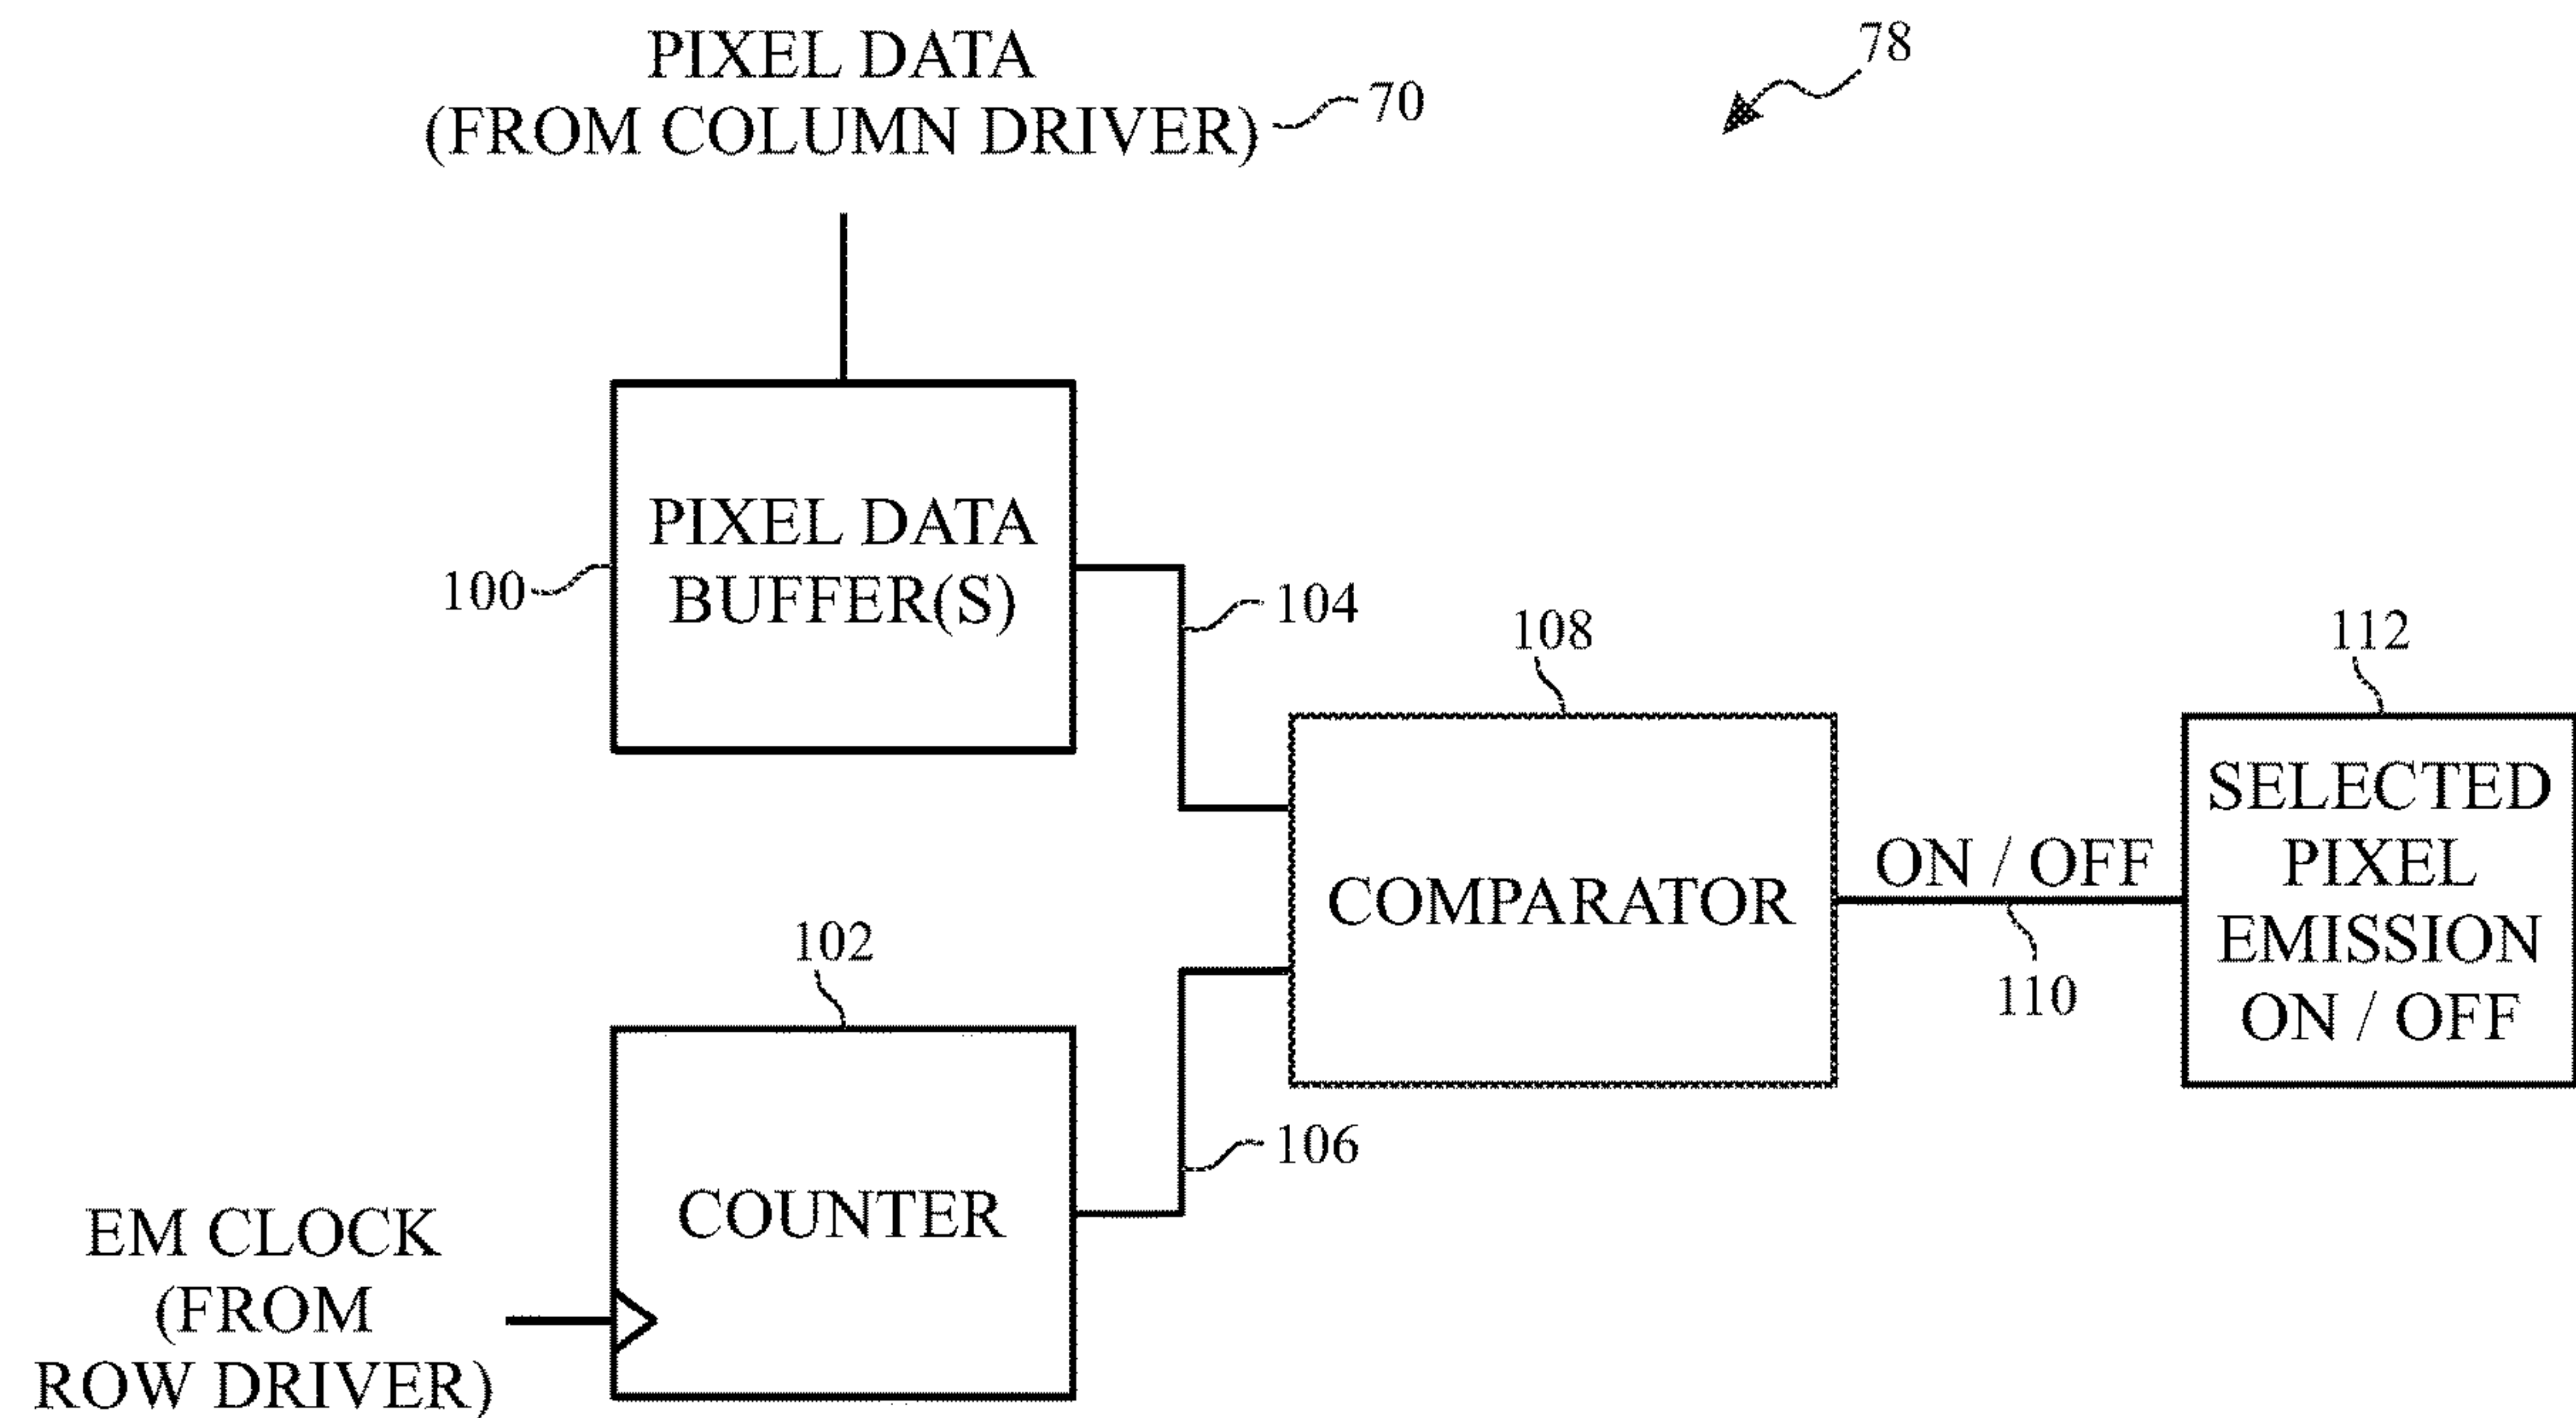 PIXEL DATA
(FROM COLUMN DRIVER)
70
78
PIXEL DATA
BUFFER(S)
100
104
108
112
COMPARATOR
ON / OFF
110
SELECTED
PIXEL
EMISSION
ON / OFF
102
COUNTER
106
EM CLOCK
(FROM
ROW DRIVER)